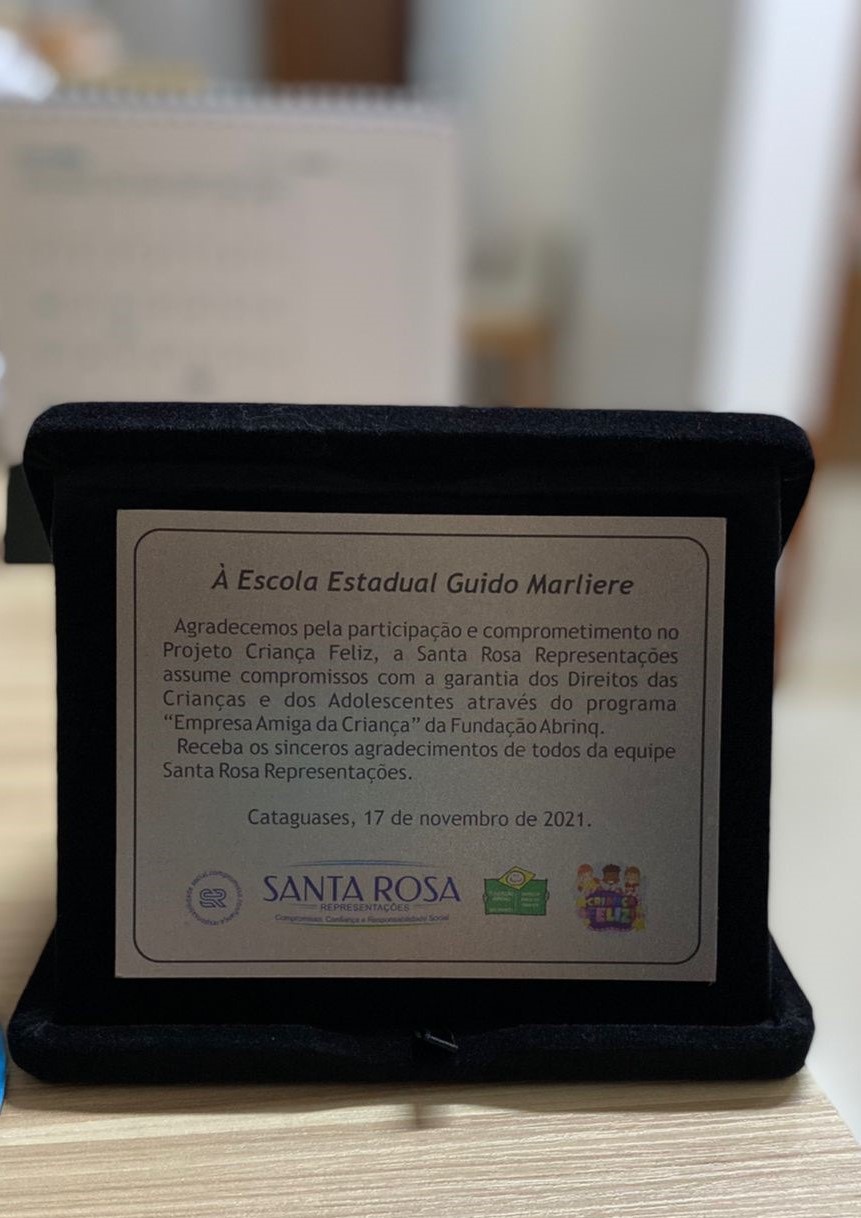 À Escola Estadual Guido Marliere
Agradecemos pela participação e comprometimento no
Projeto Criança Feliz, a Santa Rosa Representações
assume compromissos com a garantia dos Direitos das
Crianças e dos Adolescentes através do programa
“Empresa Amiga da Criança” da Fundação Abrinq.
Receba os sinceros agradecimentos de todos da equipe
Santa Rosa Representações.
Cataguases, 17 de novembro de 2021.
SANTA ROSA
REPRESENTAÇÕES
Compromisso, Confiança e Responsabilidade Social
CRIANÇA
FELIZ